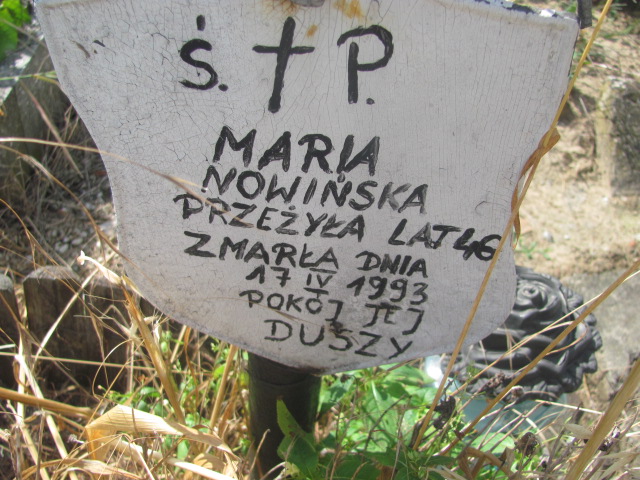 Ś. † P.
MARIA
NOWIŃSKA
PRZEŻYŁA LAT 46
ZMARŁA DNIA
17 IV 1993
POKÓJ JEJ
DUSZY